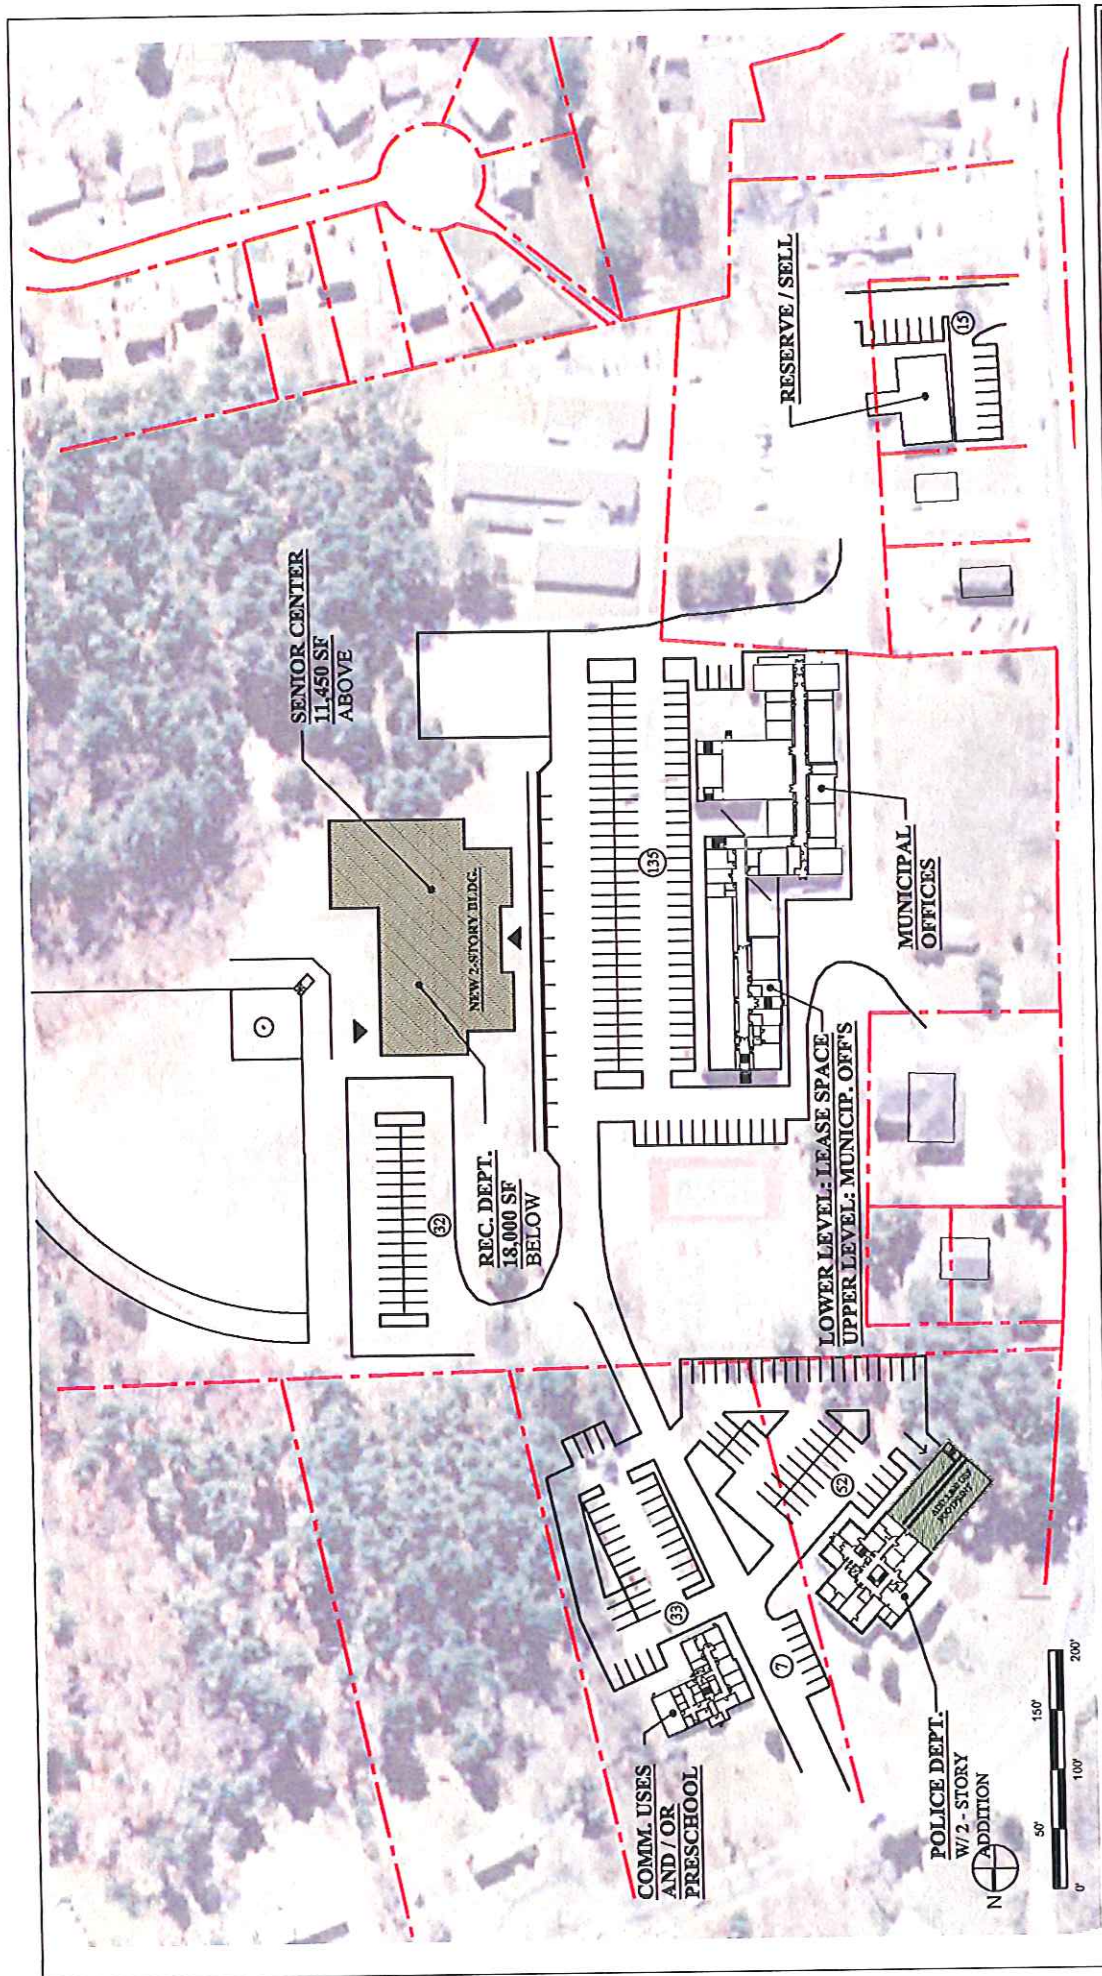 SENIOR CENTER
11,450 SF
ABOVE
NEW 2-STORY BLDG.
REC. DEPT.
18,000 SF
BELOW
32
135
RESERVE / SELL
15
MUNICIPAL
OFFICES
LOWER LEVEL: LEASE SPACE
UPPER LEVEL: MUNICIP. OFF'S
33
52
7
COMM. USES
AND / OR
PRESCHOOL
POLICE DEPT.
W/ 2 - STORY
ADDITION
N
0'
50'
100'
150'
200'